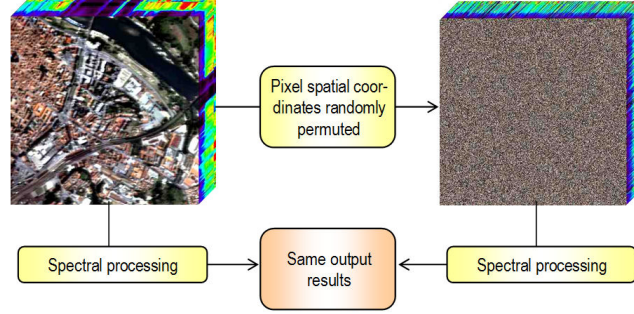 Pixel spatial coor-
dinates randomly
permuted
Spectral processing
Same output
results
Spectral processing